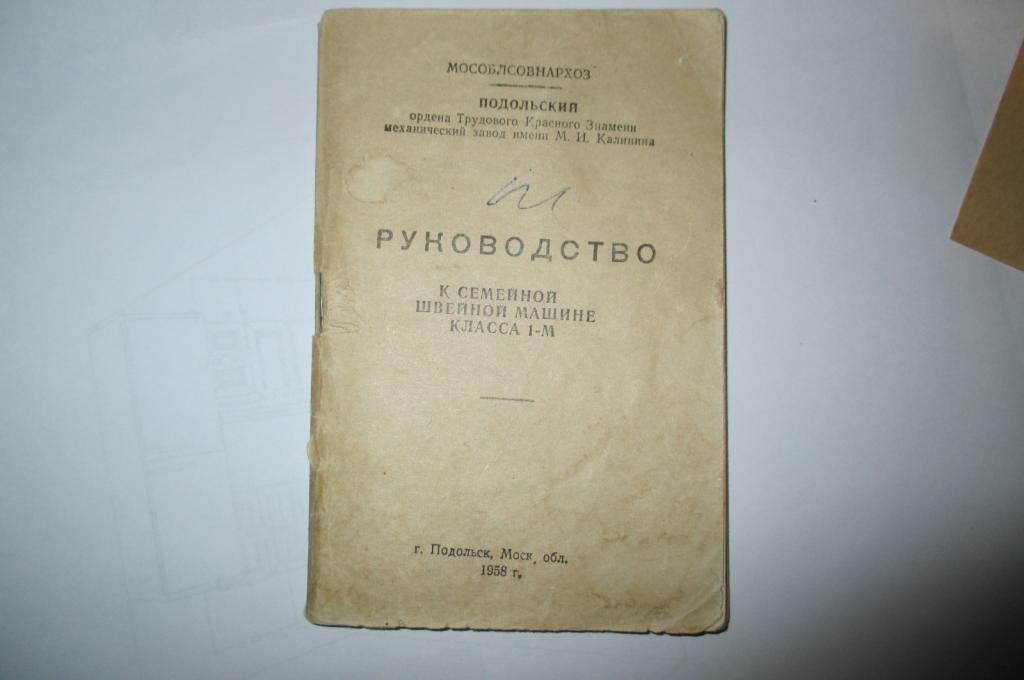 МОСОБЛСОВНАРХОЗ
ПОДОЛЬСКИЙ
ордена Трудового Красного Знамени
механический завод имени М. И. Калинина
РУКОВОДСТВО
К СЕМЕЙНОЙ
ШВЕЙНОЙ МАШИНЕ
КЛАССА 1-М
г. Подольск, Моск. обл.
1958 г.